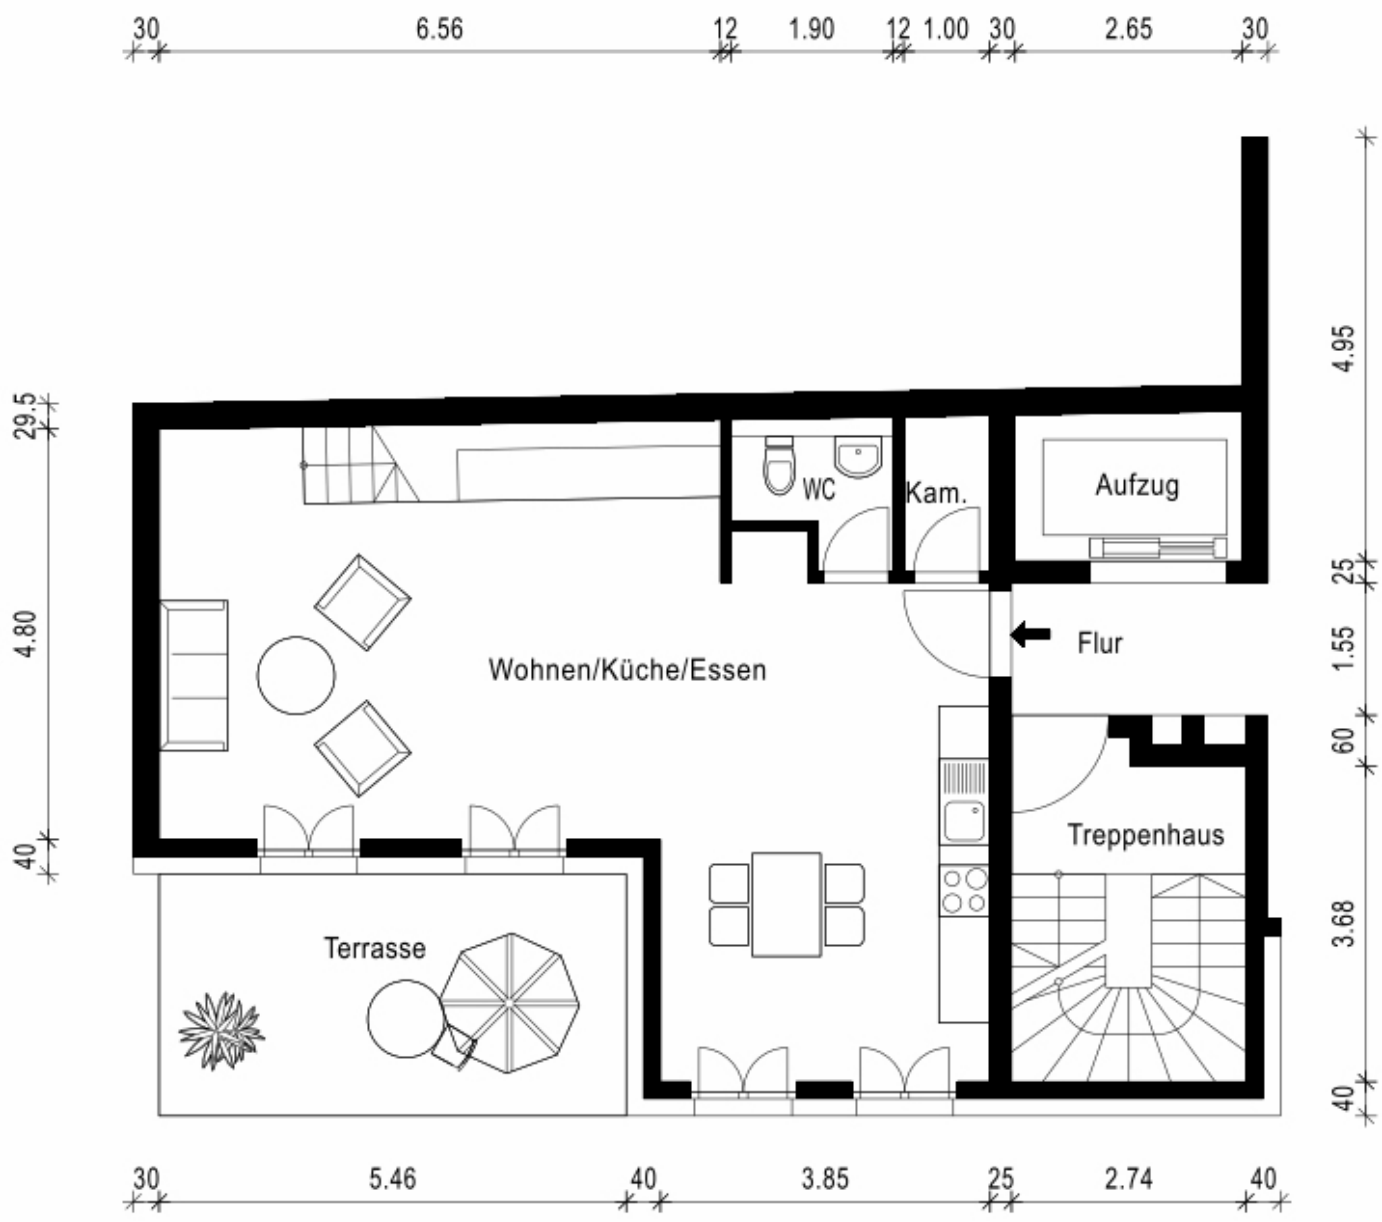 30 6.56 12 1.90 12 1.00 30 2.65 30
4.95
29.5
WC
Kam.
Aufzug
25
4.80
Wohnen/Küche/Essen
Flur
1.55
60
Treppenhaus
40
Terrasse
3.68
40
30 5.46 40 3.85 25 2.74 40